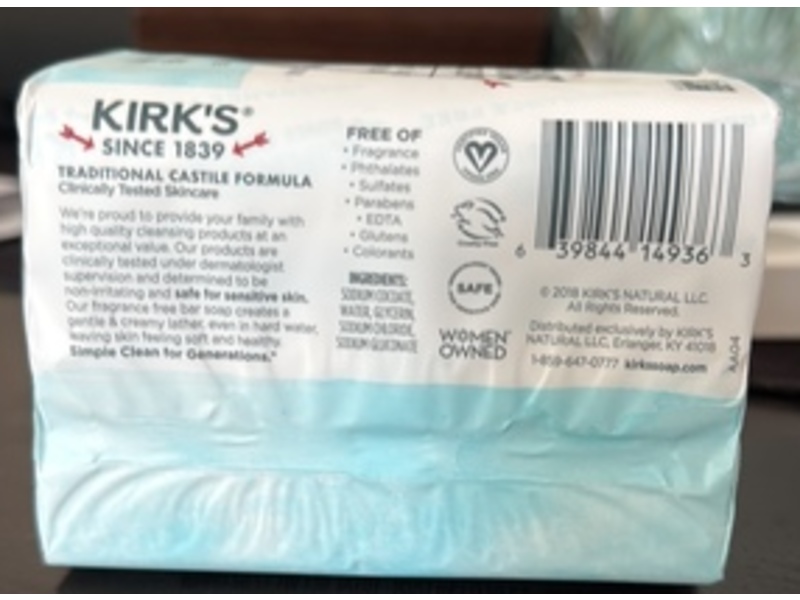 KIRK'S®
SINCE 1839
TRADITIONAL CASTILE FORMULA
Clinically Tested Skincare
We're proud to provide your family with
high quality cleansing products at an
exceptional value. Our products are
clinically tested under dermatologist
supervision and determined to be
non-irritating and safe for sensitive skin.
Our fragrance free bar soap creates a
gentle & creamy lather, even in hard water,
leaving skin feeling soft and healthy.
Simple Clean for Generations.™
FREE OF
• Fragrance
• Phthalates
• Sulfates
• Parabens
• EDTA
• Glutens
• Colorants
INGREDIENTS:
SODIUM COCOATE,
WATER, GLYCERIN,
SODIUM CHLORIDE,
SODIUM GLUCONATE
SAFE
WOMEN
OWNED
6 39844 14936 3
© 2018 KIRK'S NATURAL LLC.
All Rights Reserved.
Distributed exclusively by KIRK'S
NATURAL LLC, Erlanger, KY 41018
1-859-647-0777 kirkssoap.com
AA04